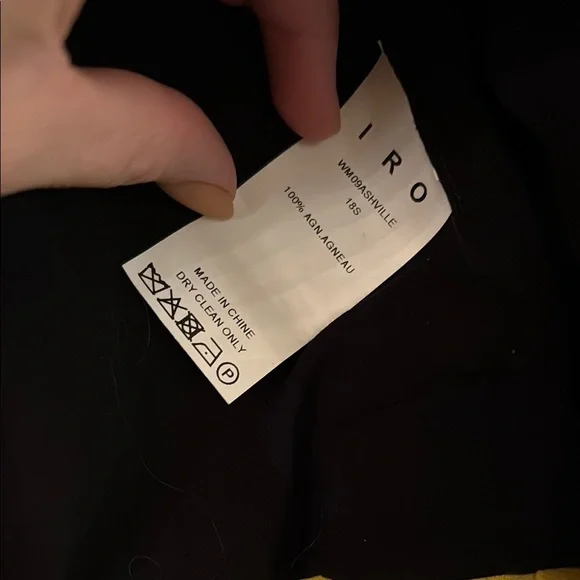 IRO
WM09ASHVILLE
18S
100% AGN.AGNEAU
MADE IN CHINE
DRY CLEAN ONLY
P